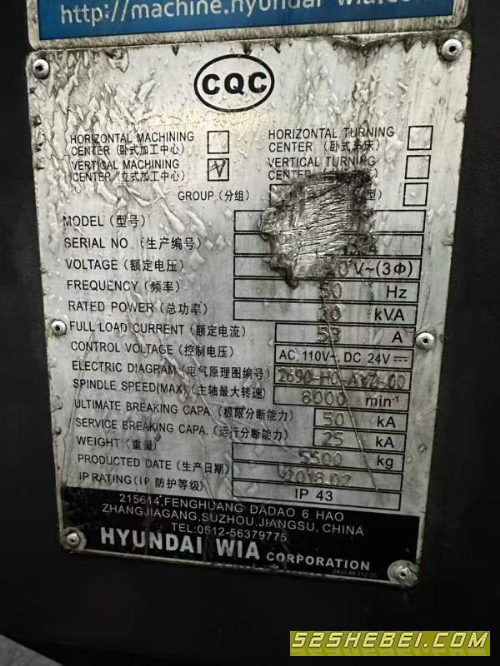 http://machine.hyundai-wia.com
CQC
HORIZONTAL MACHINING CENTER (卧式加工中心)
HORIZONTAL TURNING CENTER (卧式车床)
VERTICAL MACHINING CENTER (立式加工中心) V
VERTICAL TURNING CENTER
GROUP (分组)
MODEL (型号)
SERIAL NO. (生产编号)
VOLTAGE (额定电压) V~(3Φ)
FREQUENCY (频率) Hz
RATED POWER (总功率) kVA
FULL LOAD CURRENT (额定电流) A
CONTROL VOLTAGE (控制电压) AC 110V~, DC 24V
ELECTRIC DIAGRAM (电气原理图编号)
SPINDLE SPEED(MAX) (主轴最大转速) 8000 min-1
ULTIMATE BREAKING CAPA. (极限分断能力) 50 kA
SERVICE BREAKING CAPA. (运行分断能力) 25 kA
WEIGHT (重量) 5500 kg
PRODUCTED DATE (生产日期) 2018.07
IP RATING (IP 防护等级) IP 43
215614,FENGHUANG DADAO 6 HAO
ZHANGJIAGANG,SUZHOU,JIANGSU, CHINA
TEL:0512-56379775
HYUNDAI WIA CORPORATION
52SHEBEI.COM